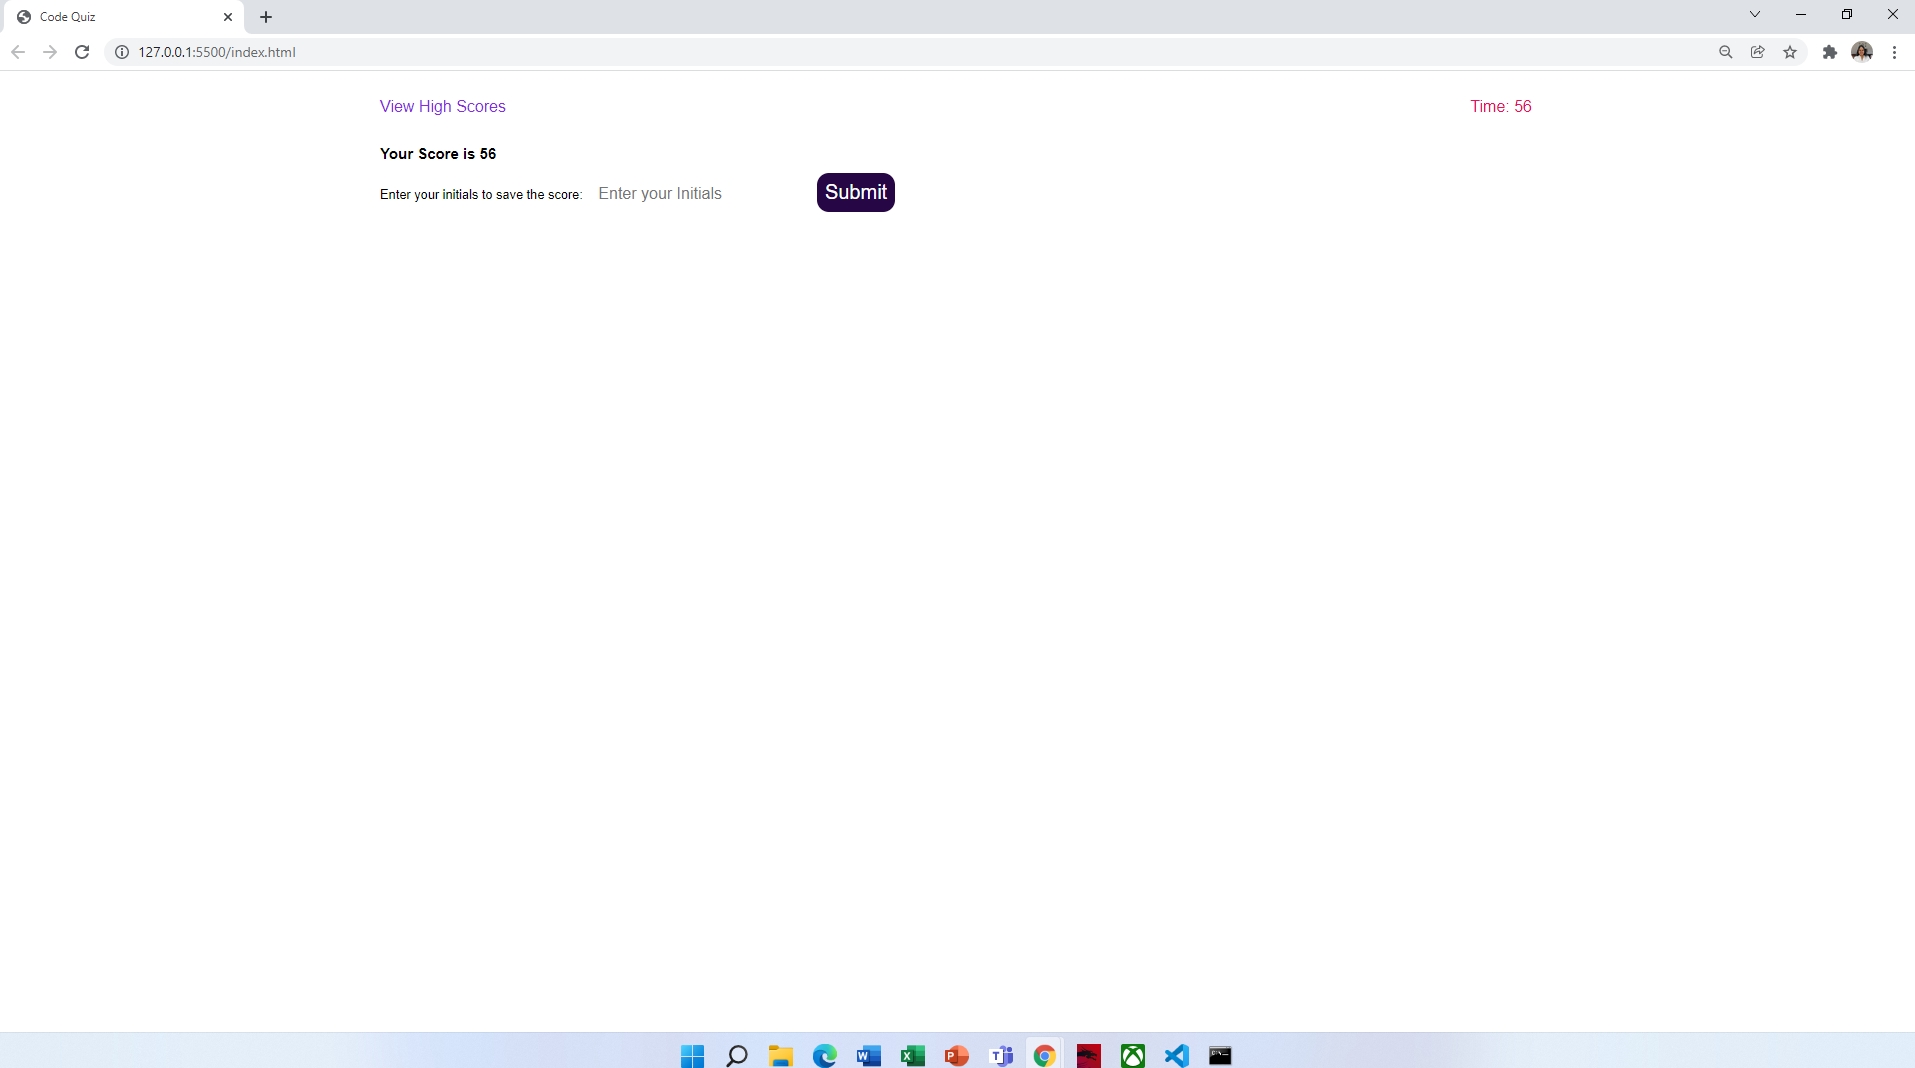 Code Quiz
127.0.0.1:5500/index.html
View High Scores
Time: 56
Your Score is 56
Enter your initials to save the score: Enter your Initials Submit